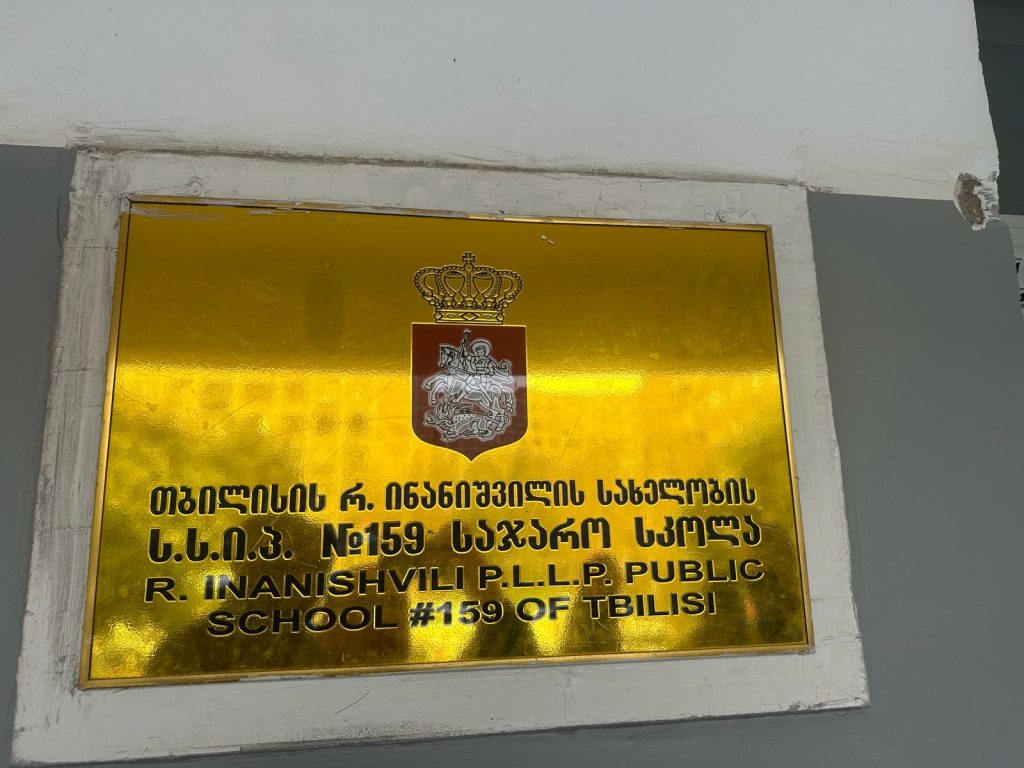 თბილისის რ. ინანიშვილის სახელობის
ს.ს.ი.პ. №159 საჯარო სკოლა
R. INANISHVILI P.L.L.P. PUBLIC
SCHOOL #159 OF TBILISI